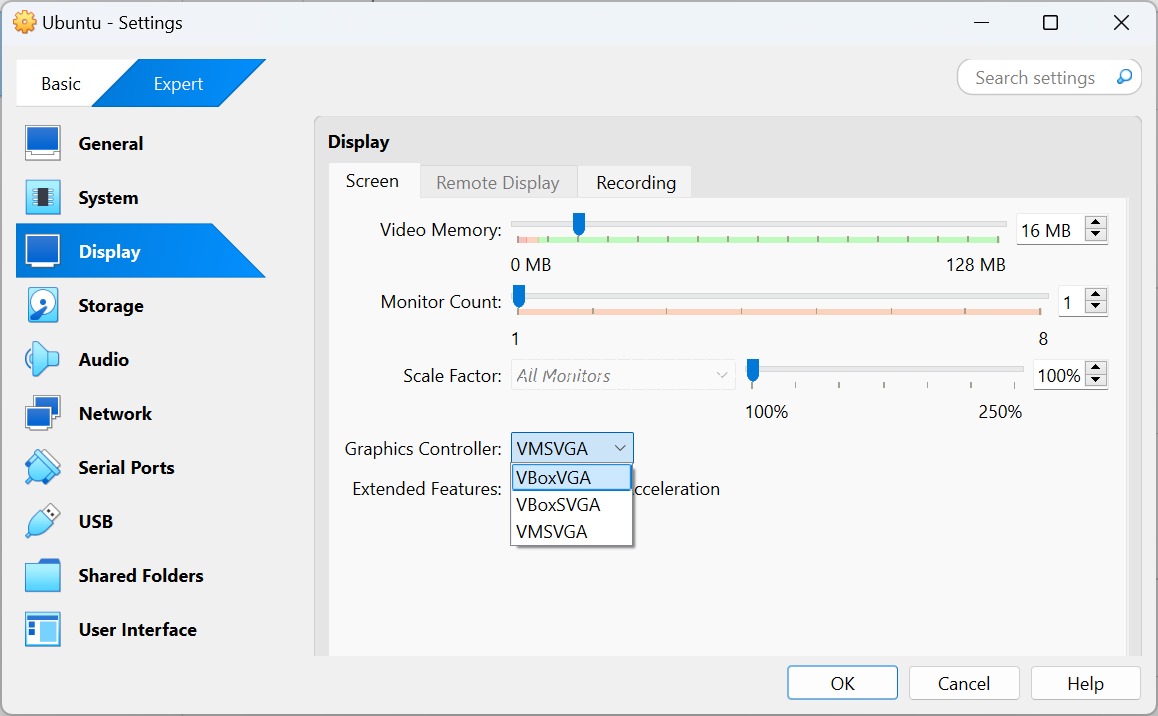 Ubuntu - Settings
Basic
Expert
Search settings
General
System
Display
Storage
Audio
Network
Serial Ports
USB
Shared Folders
User Interface
Display
Screen
Remote Display
Recording
Video Memory:
16 MB
0 MB
128 MB
Monitor Count:
1
1
8
Scale Factor:
All Monitors
100%
100%
250%
Graphics Controller:
VMSVGA
VBoxVGA
VBoxSVGA
VMSVGA
Extended Features:
cceleration
OK
Cancel
Help